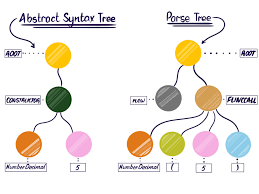 Abstract Syntax Tree
Parse Tree
ROOT
ROOT
CONSTRUCTOR
NEW
FUNCCALL
NumberDecimal
5
NumberDecimal
(
5
)